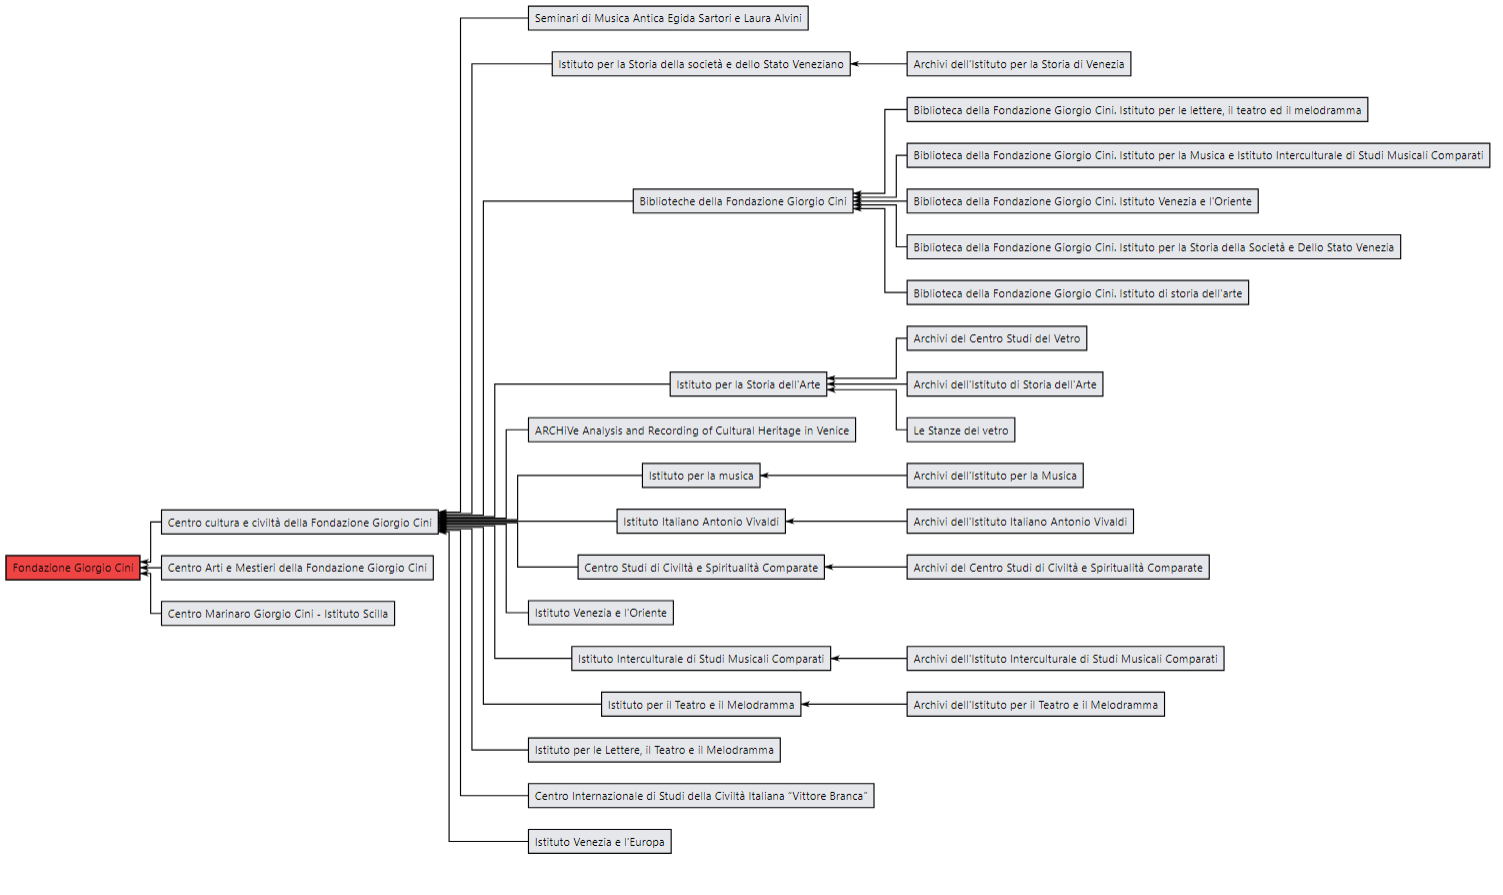 Seminari di Musica Antica Egida Sartori e Laura Alvini
Istituto per la Storia della società e dello Stato Veneziano
Archivi dell'Istituto per la Storia di Venezia
Biblioteca della Fondazione Giorgio Cini. Istituto per le lettere, il teatro ed il melodramma
Biblioteca della Fondazione Giorgio Cini. Istituto per la Musica e Istituto Interculturale di Studi Musicali Comparati
Biblioteche della Fondazione Giorgio Cini
Biblioteca della Fondazione Giorgio Cini. Istituto Venezia e l'Oriente
Biblioteca della Fondazione Giorgio Cini. Istituto per la Storia della Società e Dello Stato Venezia
Biblioteca della Fondazione Giorgio Cini. Istituto di storia dell'arte
Archivi del Centro Studi del Vetro
Istituto per la Storia dell'Arte
Archivi dell'Istituto di Storia dell'Arte
ARCHiVe Analysis and Recording of Cultural Heritage in Venice
Le Stanze del vetro
Istituto per la musica
Archivi dell'Istituto per la Musica
Centro cultura e civiltà della Fondazione Giorgio Cini
Istituto Italiano Antonio Vivaldi
Archivi dell'Istituto Italiano Antonio Vivaldi
Fondazione Giorgio Cini
Centro Arti e Mestieri della Fondazione Giorgio Cini
Centro Studi di Civiltà e Spiritualità Comparate
Archivi del Centro Studi di Civiltà e Spiritualità Comparate
Centro Marinaro Giorgio Cini - Istituto Scilla
Istituto Venezia e l'Oriente
Istituto Interculturale di Studi Musicali Comparati
Archivi dell'Istituto Interculturale di Studi Musicali Comparati
Istituto per il Teatro e il Melodramma
Archivi dell'Istituto per il Teatro e il Melodramma
Istituto per le Lettere, il Teatro e il Melodramma
Centro Internazionale di Studi della Civiltà Italiana "Vittore Branca"
Istituto Venezia e l'Europa